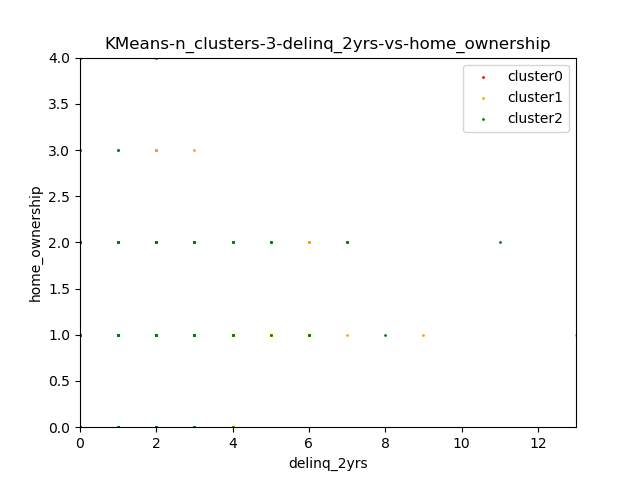 KMeans-n_clusters-3-delinq_2yrs-vs-home_ownership
cluster0
cluster1
cluster2
home_ownership
4.0
3.5
3.0
2.5
2.0
1.5
1.0
0.5
0.0
0 2 4 6 8 10 12
delinq_2yrs